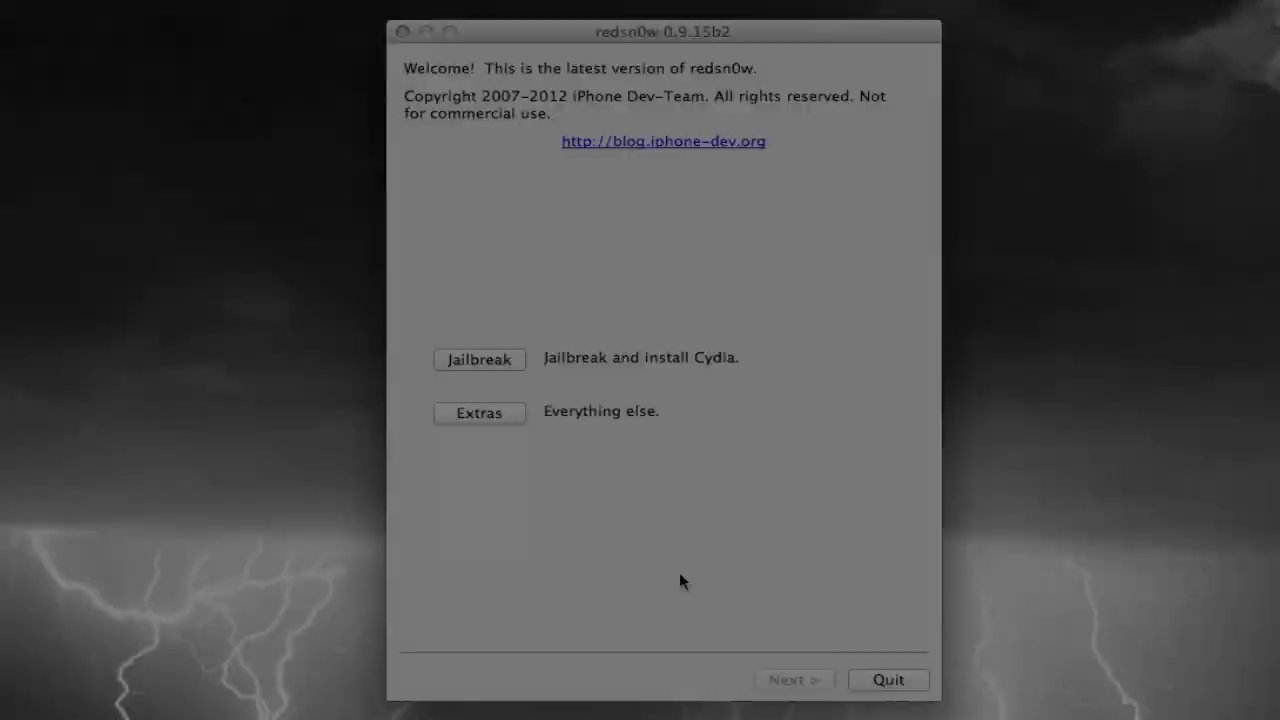 redsn0w 0.9.15b2
Welcome! This is the latest version of redsn0w.
Copyright 2007-2012 iPhone Dev-Team. All rights reserved. Not
for commercial use.
http://blog.iphone-dev.org
Jailbreak Jailbreak and install Cydia.
Extras Everything else.
Next > Quit